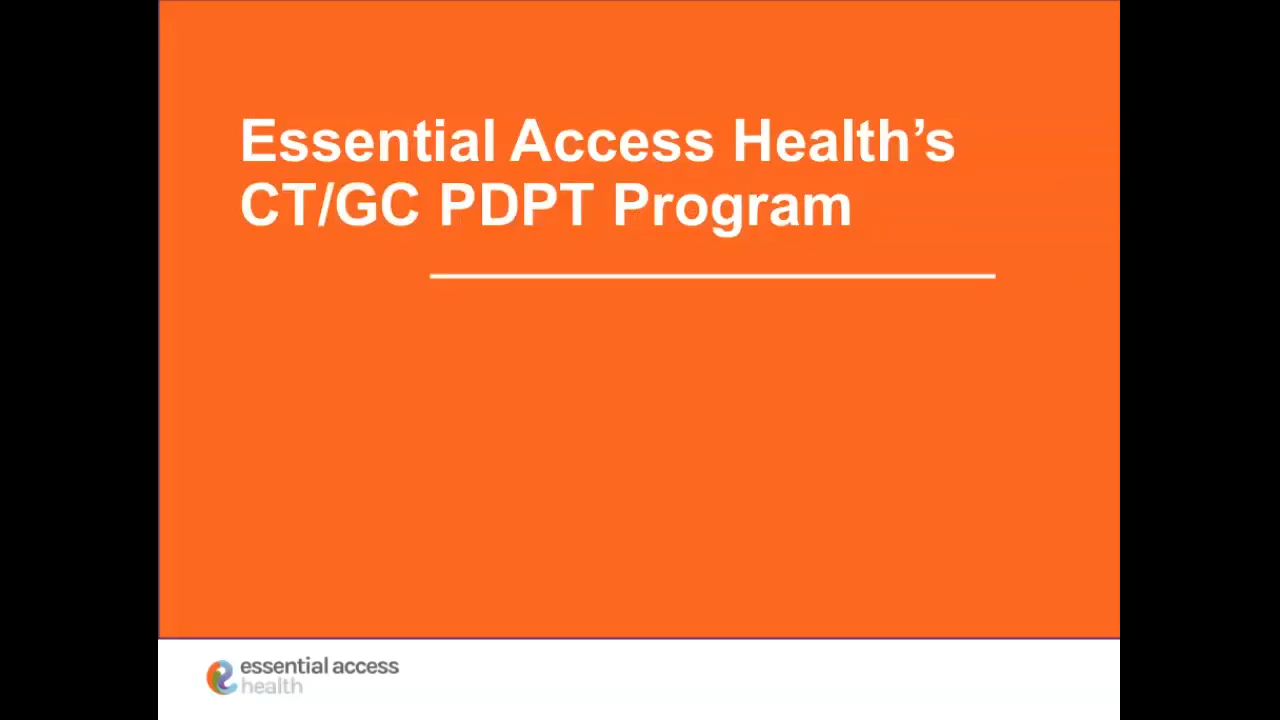 Essential Access Health’s
CT/GC PDPT Program
essential access
health